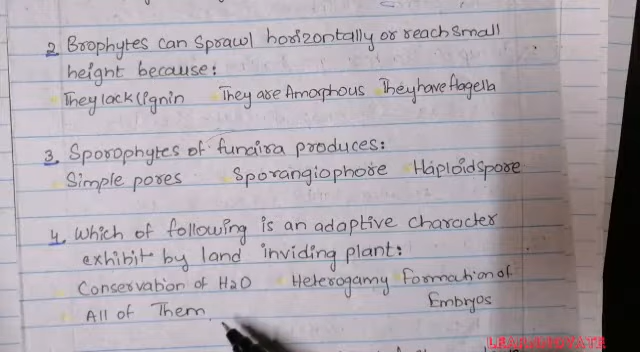 2. Brophytes can sprawl horizontally or reach small
height because:
They lack lignin They are Amorphous They have flagella
3. Sporophytes of funaira produces:
Simple pores Sporangiophore Haploid spore
4. Which of following is an adaptive character
exhibit by land inviding plant:
Conservation of H2O Heterogamy Formation of
Embryos
All of Them.